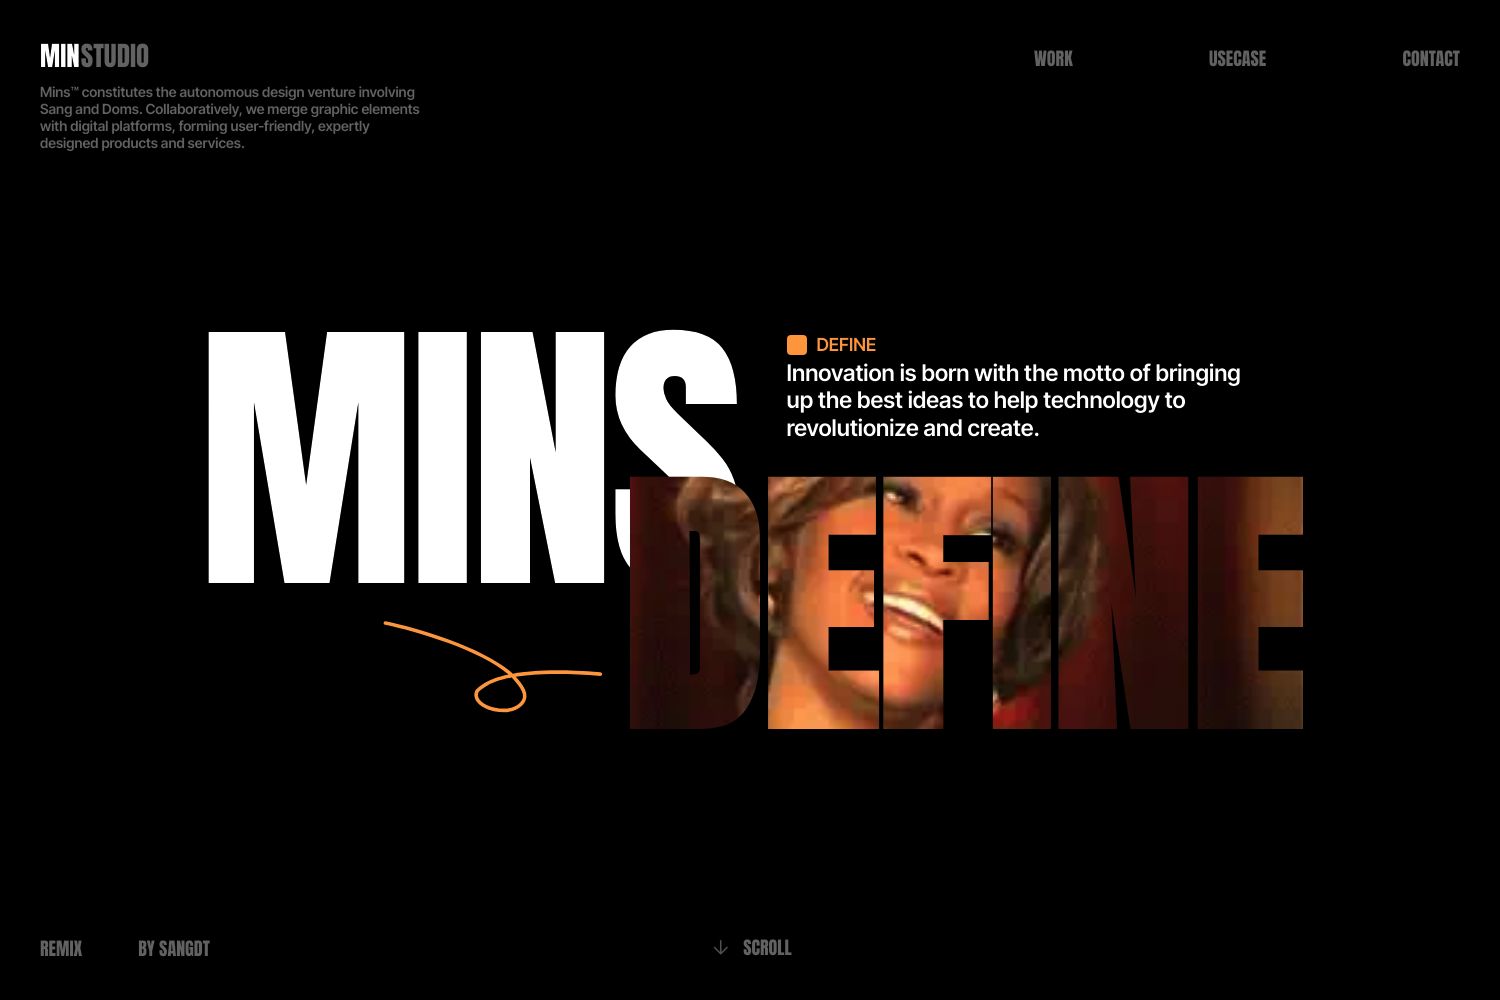 MINSTUDIO
WORK
USECASE
CONTACT
Mins™ constitutes the autonomous design venture involving
Sang and Doms. Collaboratively, we merge graphic elements
with digital platforms, forming user-friendly, expertly
designed products and services.
MINS
DEFINE
Innovation is born with the motto of bringing
up the best ideas to help technology to
revolutionize and create.
DEFINE
REMIX
BY SANGDT
SCROLL